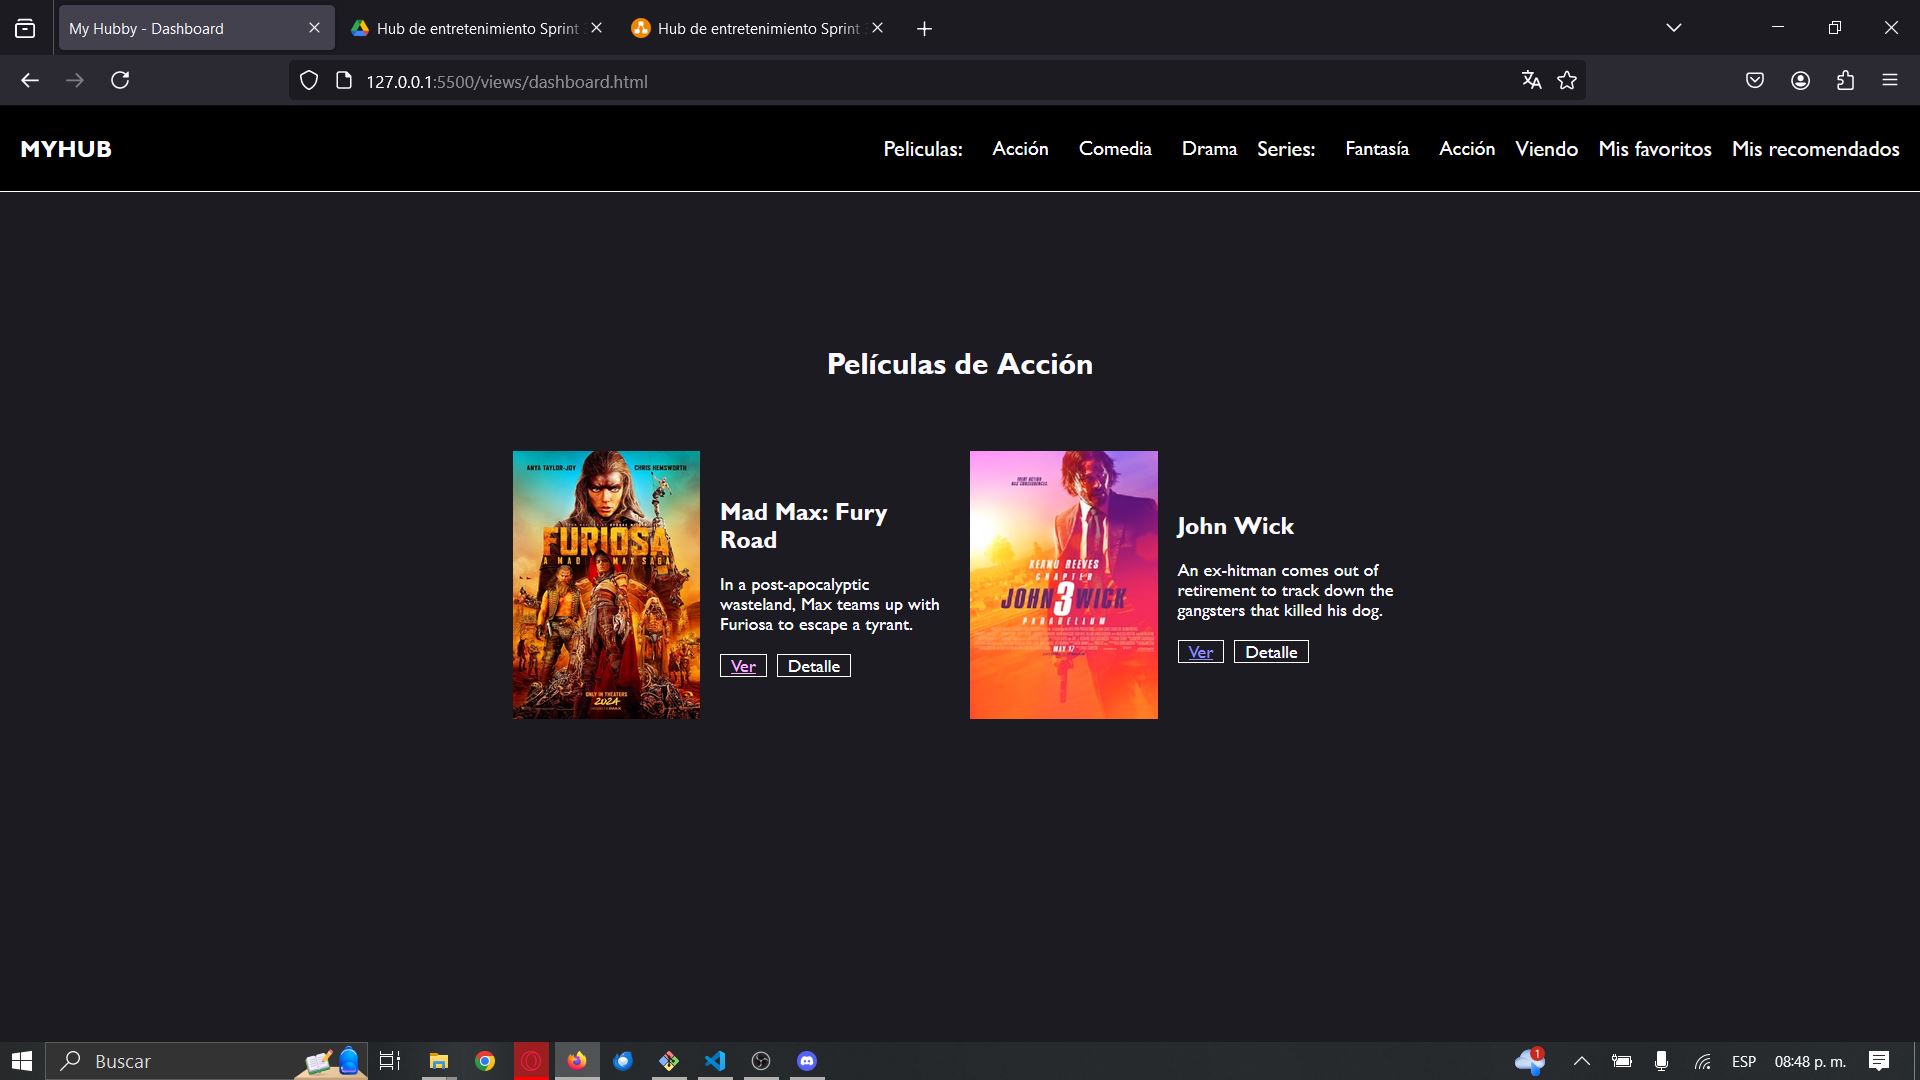 My Hubby - Dashboard
Hub de entretenimiento Sprint
Hub de entretenimiento Sprint
127.0.0.1:5500/views/dashboard.html
MYHUB
Peliculas: Acción Comedia Drama Series: Fantasía Acción Viendo Mis favoritos Mis recomendados
Películas de Acción
ANYA TAYLOR-JOY CHRIS HEMSWORTH
FURIOSA
A MAD MAX SAGA
ONLY IN THEATERS
2024
Mad Max: Fury
Road
In a post-apocalyptic
wasteland, Max teams up with
Furiosa to escape a tyrant.
Ver Detalle
KEANU REEVES
CHAPTER
JOHN 3 WICK
PARABELLUM
MAY 17
John Wick
An ex-hitman comes out of
retirement to track down the
gangsters that killed his dog.
Ver Detalle
Buscar
1
ESP
08:48 p. m.